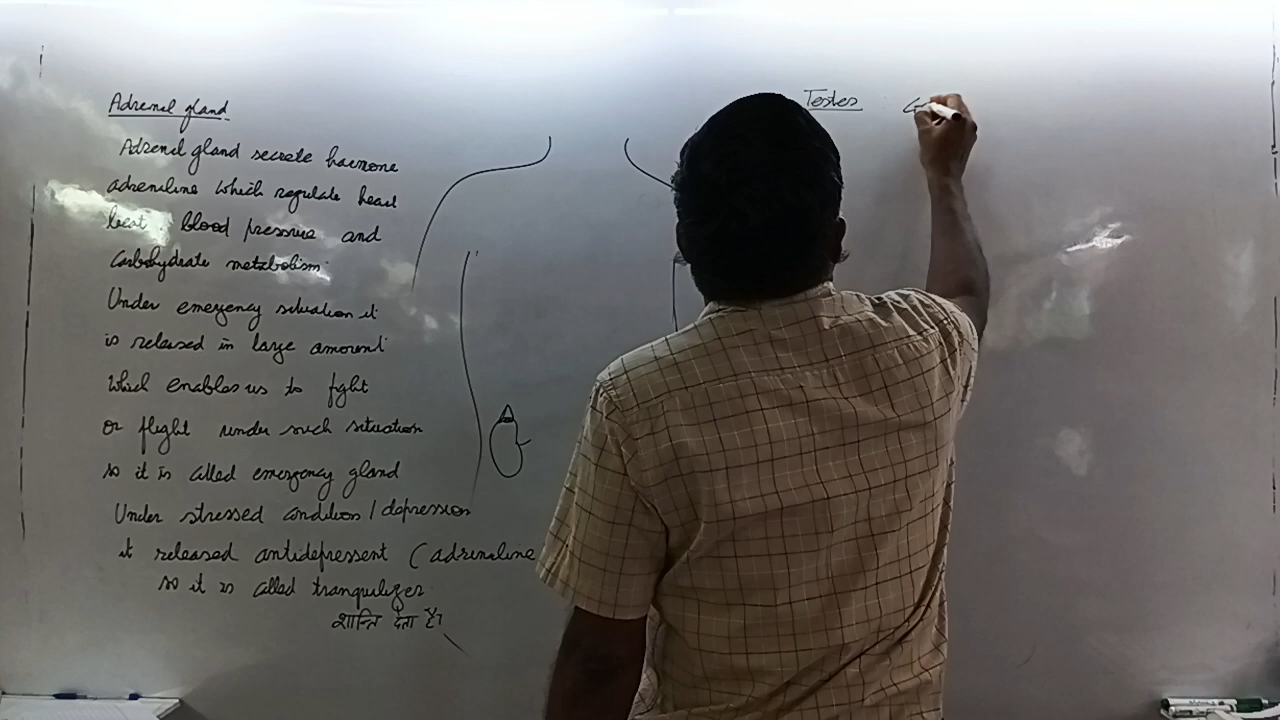 Adrenal gland
Adrenal gland secrete harmone
adrenaline which regulate heart
beat blood pressure and
Carbohydrate metabolism
Under emergency situation it
is released in large amount
Which enables us to fight
or flight under such situation
so it is called emergency gland
Under stressed condition / depression
it released antidepressent (adrenaline
so it is called tranquilizer
शान्ति देता है।
Testes